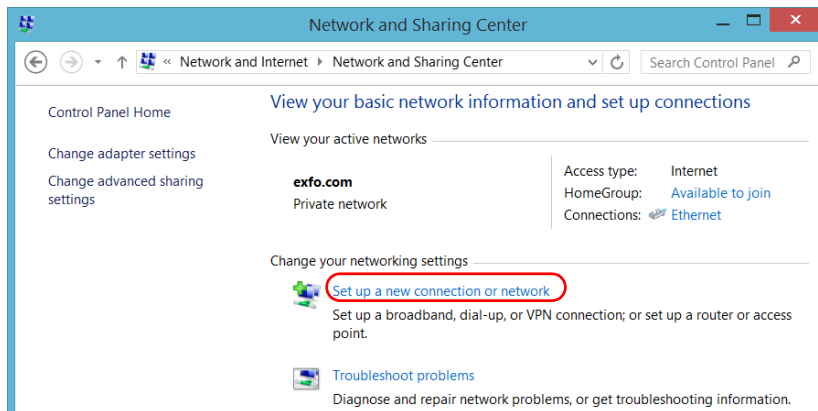 Network and Sharing Center
« Network and Internet Network and Sharing Center
Search Control Panel
Control Panel Home
Change adapter settings
Change advanced sharing
settings
View your basic network information and set up connections
View your active networks
exfo.com
Private network
Access type: Internet
HomeGroup: Available to join
Connections: Ethernet
Change your networking settings
Set up a new connection or network
Set up a broadband, dial-up, or VPN connection; or set up a router or access
point.
Troubleshoot problems
Diagnose and repair network problems, or get troubleshooting information.